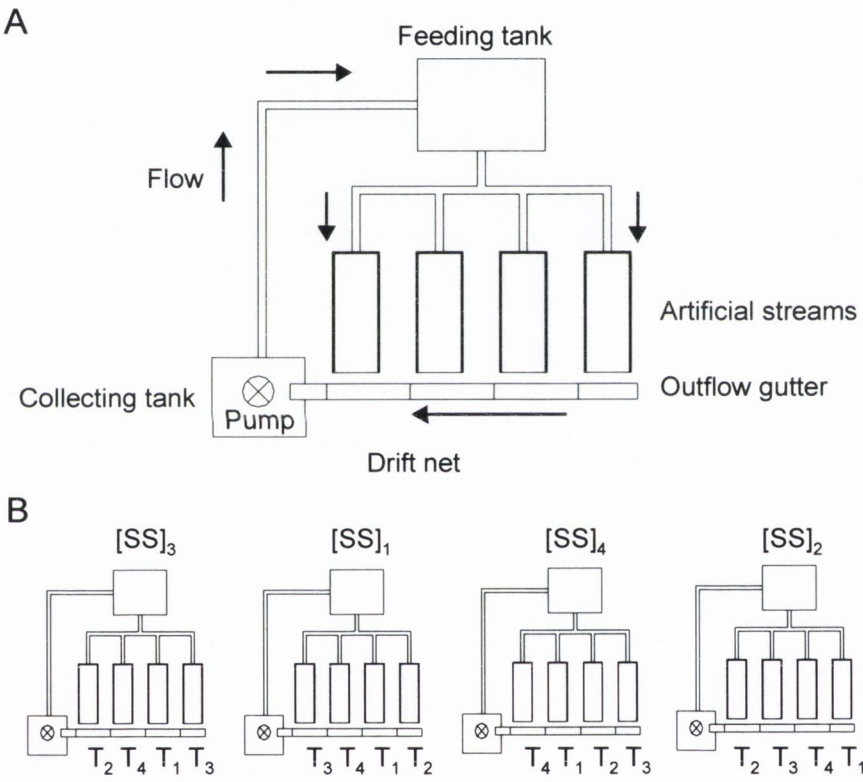 A
Feeding tank
Flow
Artificial streams
Outflow gutter
Collecting tank
Pump
Drift net
B
[SS]₃ [SS]₁ [SS]₄ [SS]₂
T₂ T₄ T₁ T₃ T₃ T₄ T₁ T₂ T₄ T₁ T₂ T₃ T₂ T₃ T₄ T₁